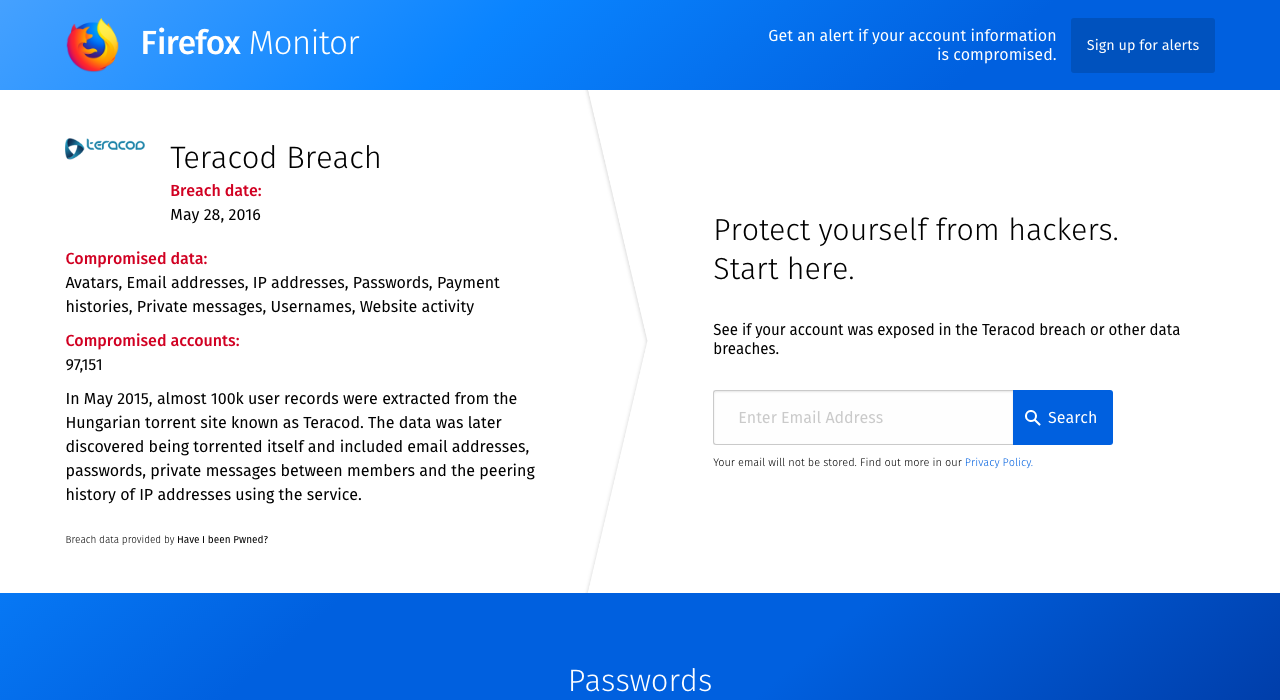 Firefox Monitor
Get an alert if your account information
is compromised.
Sign up for alerts
teracod
Teracod Breach
Breach date:
May 28, 2016
Compromised data:
Avatars, Email addresses, IP addresses, Passwords, Payment
histories, Private messages, Usernames, Website activity
Compromised accounts:
97,151
In May 2015, almost 100k user records were extracted from the
Hungarian torrent site known as Teracod. The data was later
discovered being torrented itself and included email addresses,
passwords, private messages between members and the peering
history of IP addresses using the service.
Breach data provided by Have I been Pwned?
Protect yourself from hackers.
Start here.
See if your account was exposed in the Teracod breach or other data
breaches.
Enter Email Address
Search
Your email will not be stored. Find out more in our Privacy Policy.
Passwords